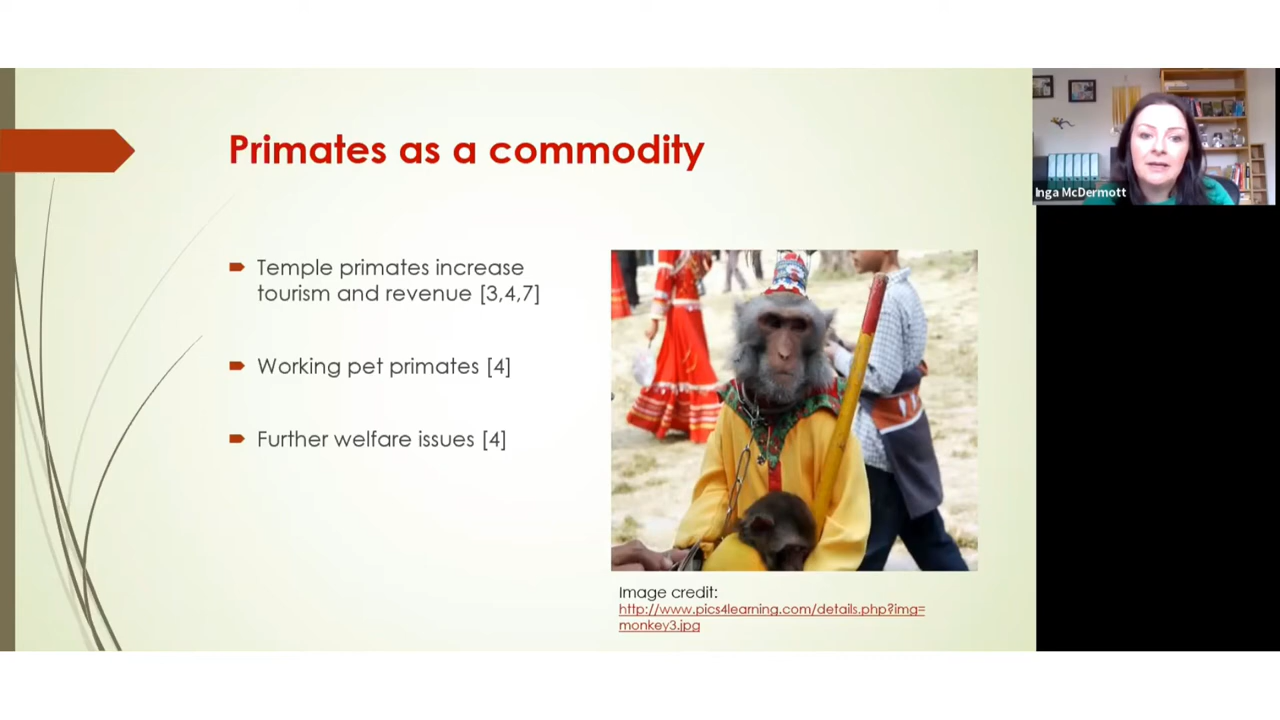 Primates as a commodity
Temple primates increase
tourism and revenue [3,4,7]
Working pet primates [4]
Further welfare issues [4]
Image credit:
http://www.pics4learning.com/details.php?img=
monkey3.jpg
Inga McDermott